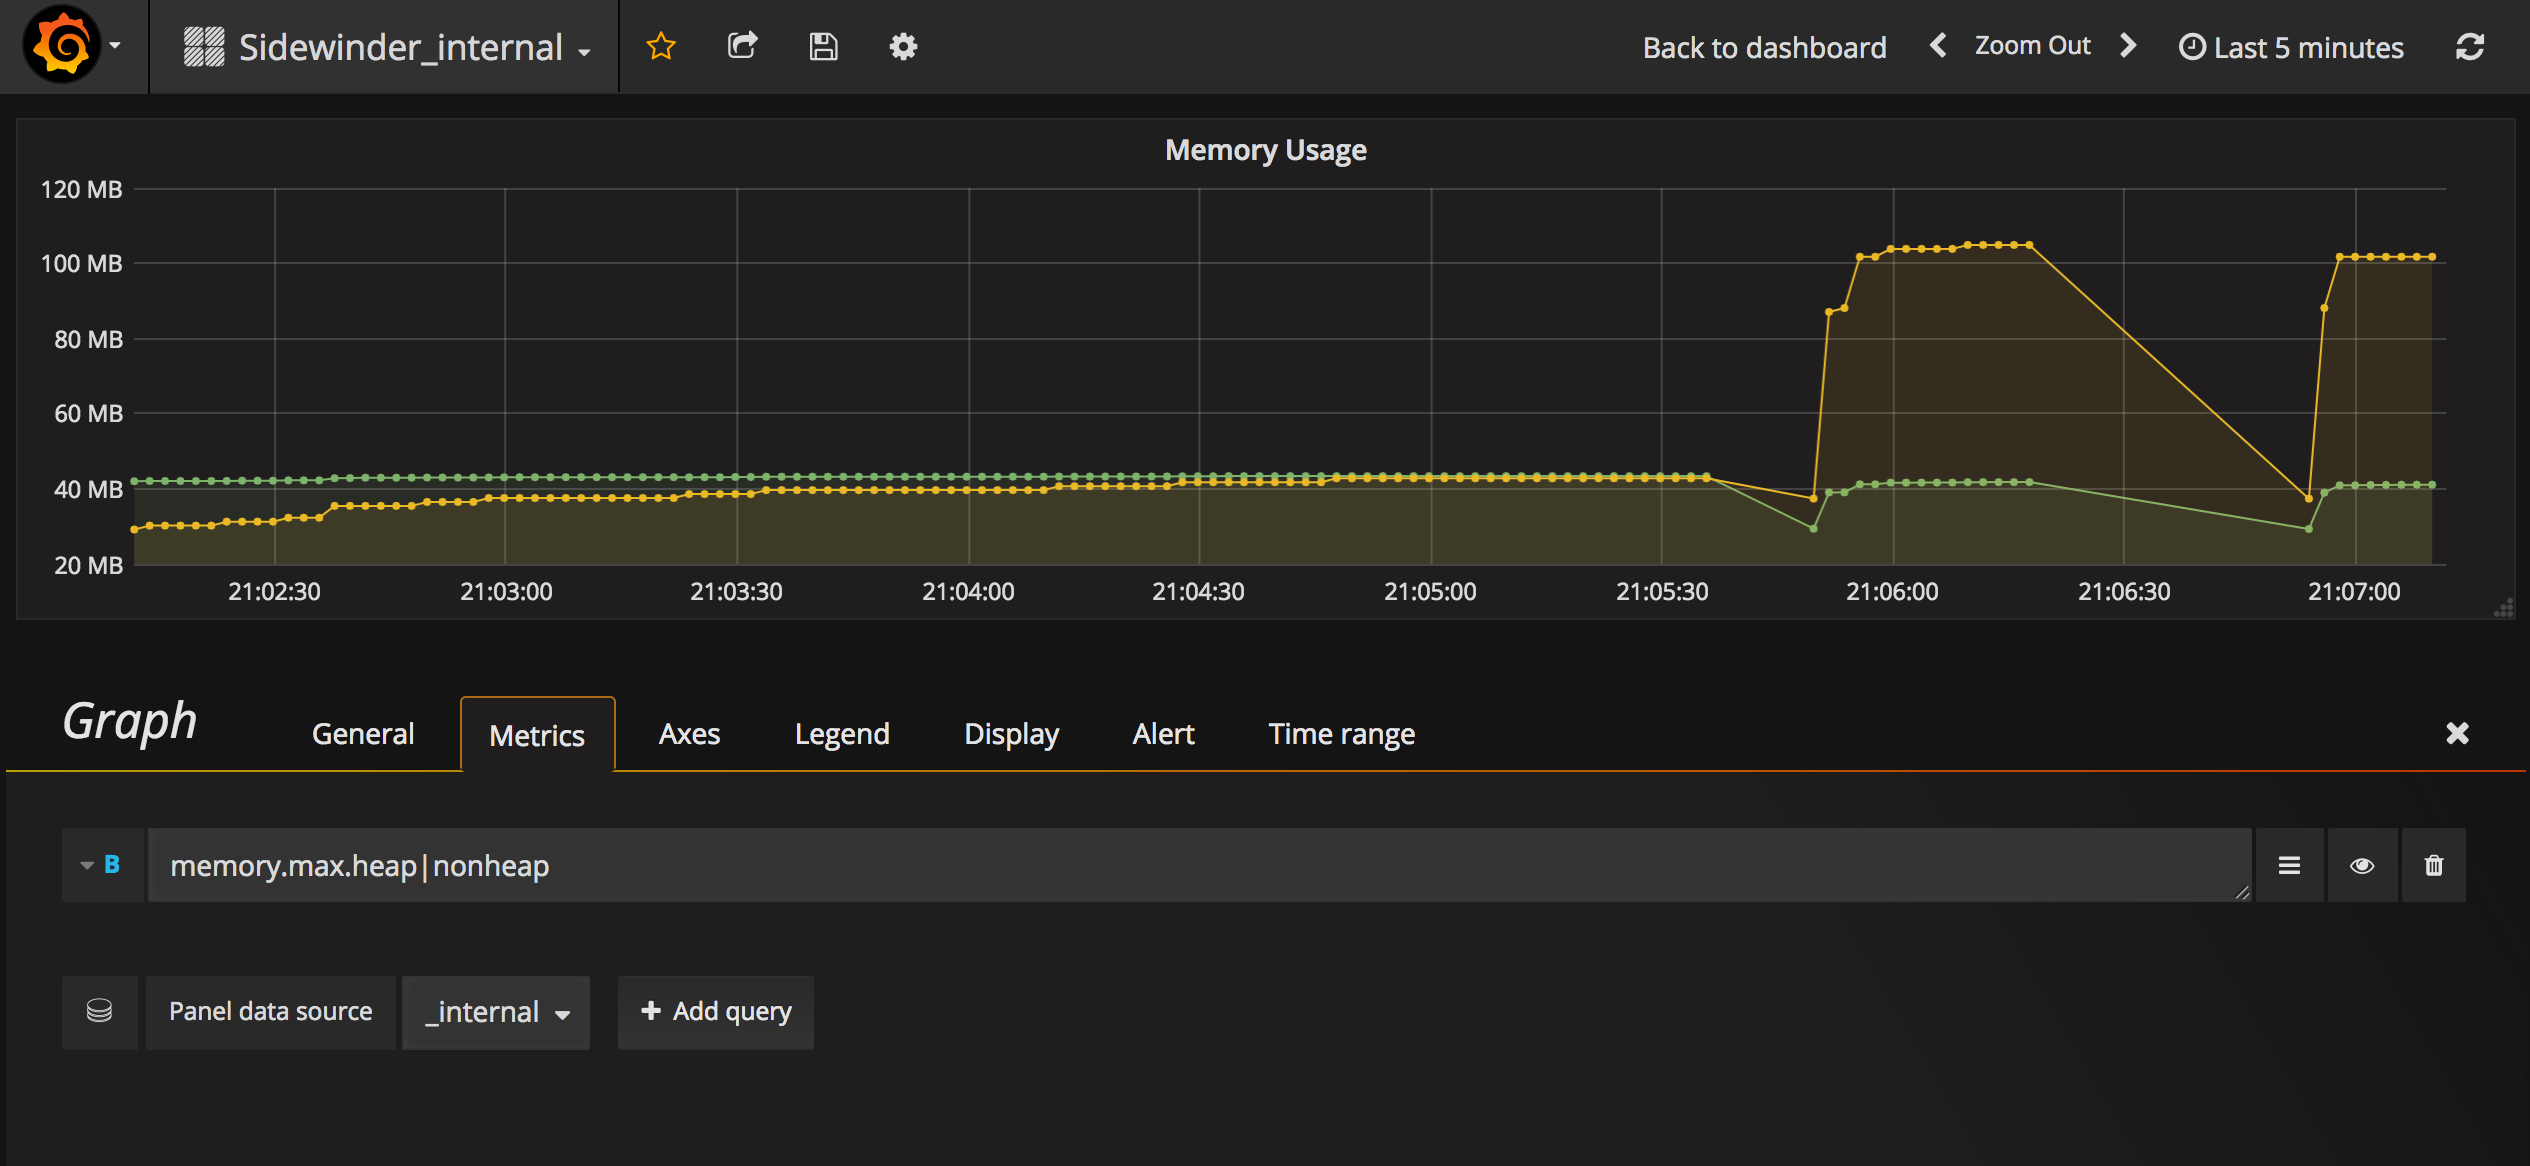 Sidewinder_internal
Back to dashboard
Zoom Out
Last 5 minutes
Memory Usage
120 MB
100 MB
80 MB
60 MB
40 MB
20 MB
21:02:30 21:03:00 21:03:30 21:04:00 21:04:30 21:05:00 21:05:30 21:06:00 21:06:30 21:07:00
Graph
General Metrics Axes Legend Display Alert Time range
B memory.max.heap|nonheap
Panel data source _internal Add query